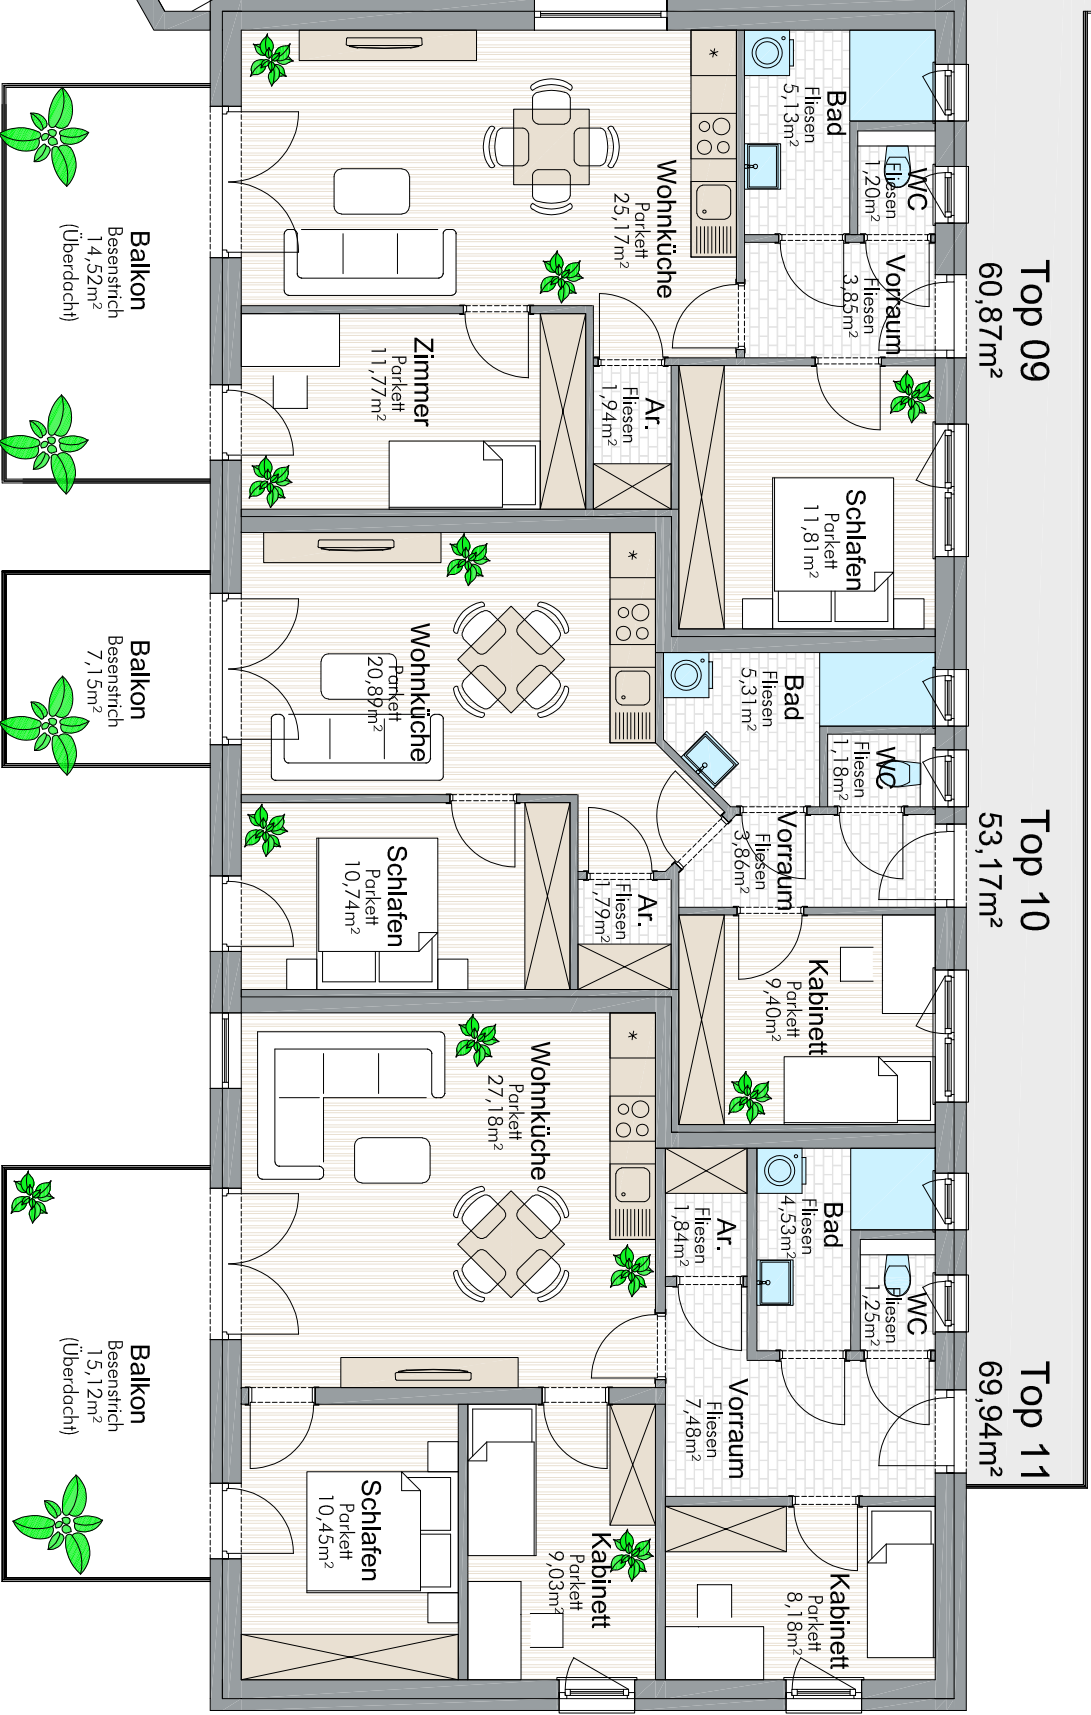 Top 09
60,87m²
Bad
Fliesen
5,13m²
WC
Fliesen
1,20m²
Vorraum
Fliesen
3,85m²
Wohnküche
Parkett
25,17m²
Balkon
Besenstrich
14,52m²
(Überdacht)
Zimmer
Parkett
11,77m²
Ar.
Fliesen
1,94m²
Schlafen
Parkett
11,81m²
Top 10
53,17m²
Bad
Fliesen
5,31m²
WC
Fliesen
1,18m²
Vorraum
Fliesen
3,86m²
Wohnküche
Parkett
20,89m²
Balkon
Besenstrich
7,15m²
Schlafen
Parkett
10,74m²
Ar.
Fliesen
1,79m²
Kabinett
Parkett
9,40m²
Top 11
69,94m²
Bad
Fliesen
4,53m²
WC
Fliesen
1,25m²
Ar.
Fliesen
1,84m²
Vorraum
Fliesen
7,48m²
Wohnküche
Parkett
27,18m²
Balkon
Besenstrich
15,12m²
(Überdacht)
Schlafen
Parkett
10,45m²
Kabinett
Parkett
9,03m²
Kabinett
Parkett
8,18m²